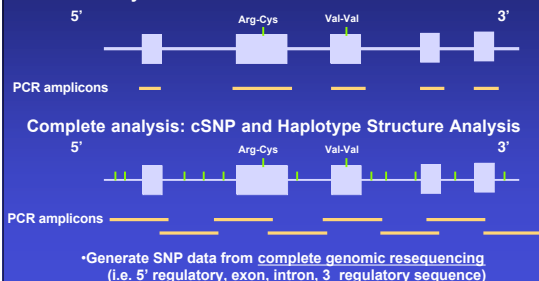 5’ 3’
Arg-Cys Val-Val
PCR amplicons
Complete analysis: cSNP and Haplotype Structure Analysis
5’ 3’
Arg-Cys Val-Val
PCR amplicons
•Generate SNP data from complete genomic resequencing
(i.e. 5’ regulatory, exon, intron, 3 regulatory sequence)